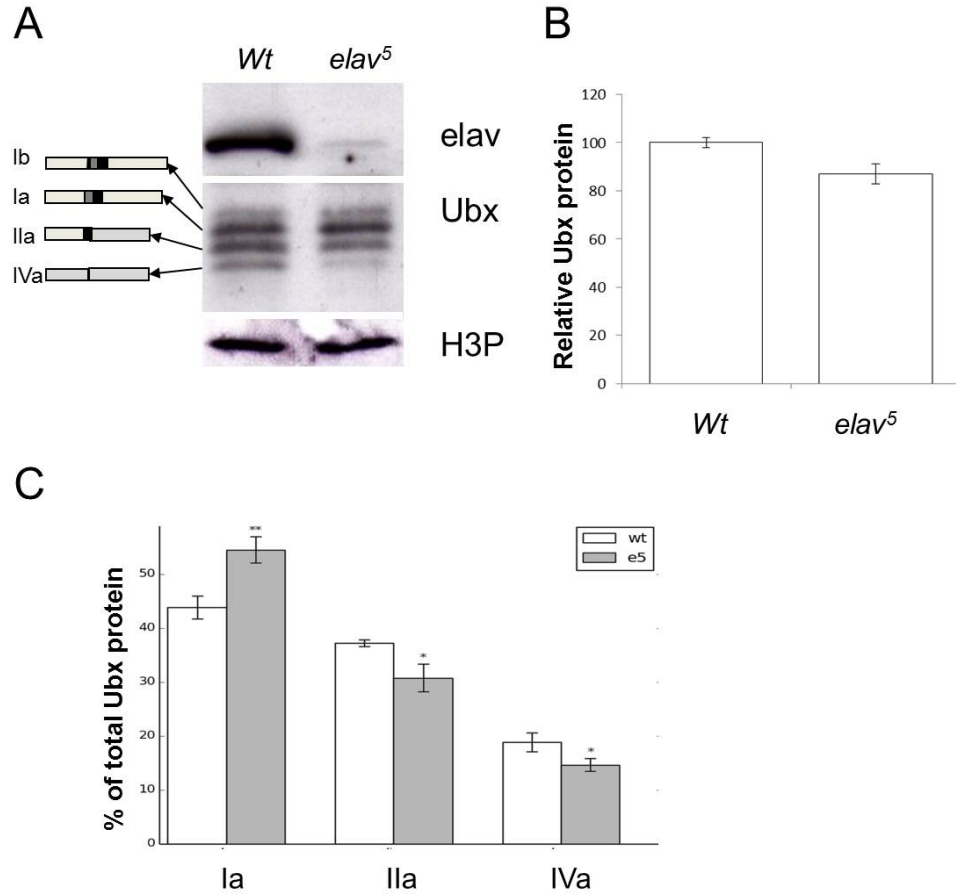 A
Wt elav⁵
elav
Ib
Ia
IIa
IVa
Ubx
H3P
B
Relative Ubx protein
120
100
80
60
40
20
0
Wt elav⁵
C
% of total Ubx protein
50
40
30
20
10
0
** * *
wt
e5
Ia IIa IVa